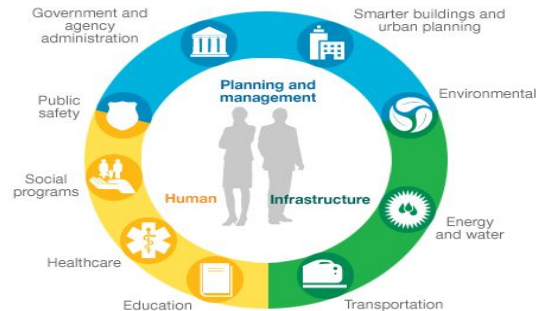 Government and
agency
administration
Smarter buildings and
urban planning
Planning and
management
Public
safety
Environmental
Social
programs
Human
Infrastructure
Energy
and water
Healthcare
Education
Transportation